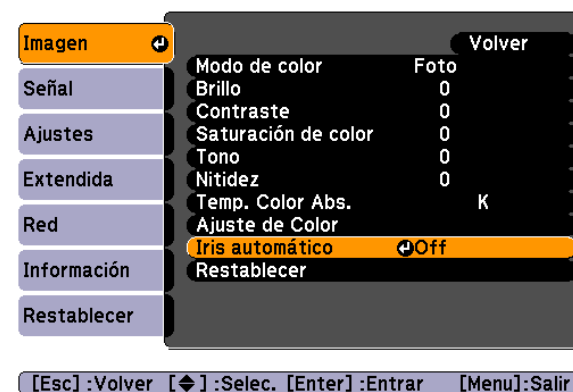 Imagen
Señal
Ajustes
Extendida
Red
Información
Restablecer
Volver
Modo de color Foto
Brillo 0
Contraste 0
Saturación de color 0
Tono 0
Nitidez 0
Temp. Color Abs. K
Ajuste de Color
Iris automático Off
Restablecer
[Esc] :Volver [◆] :Selec. [Enter] :Entrar [Menu]:Salir